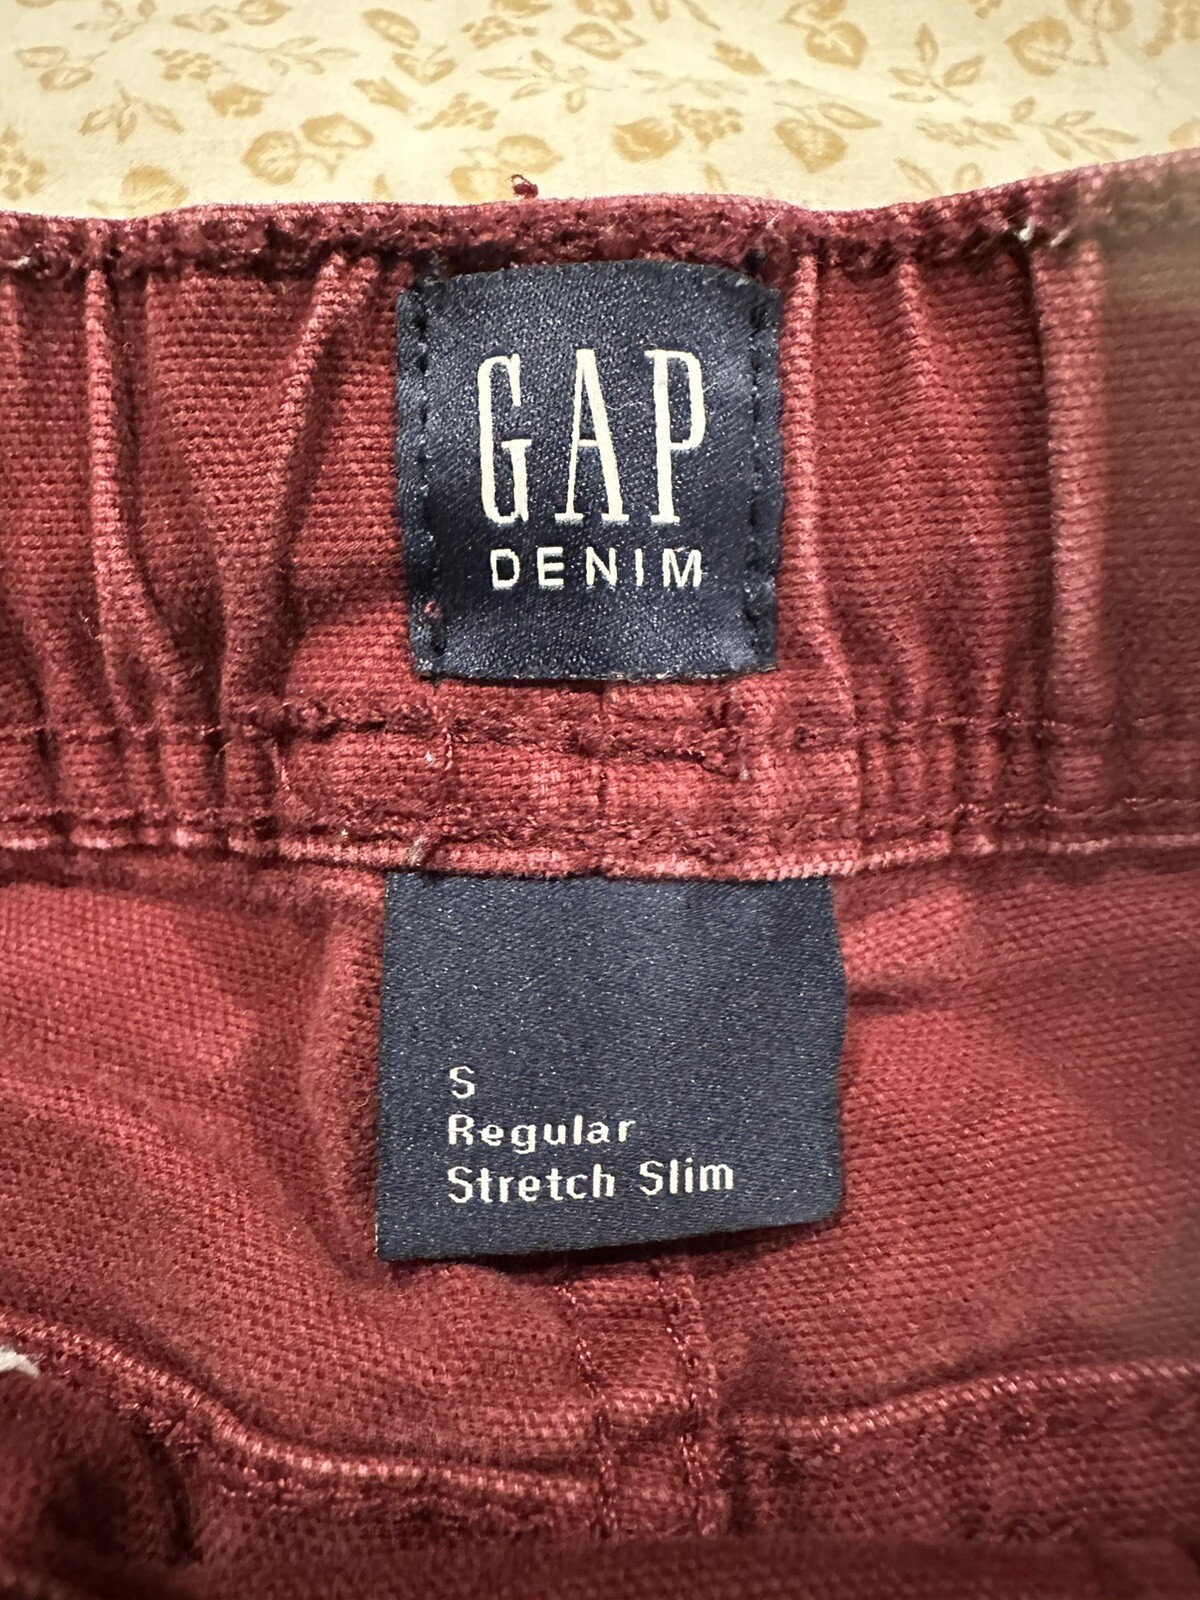 GAP
DENIM
S
Regular
Stretch Slim